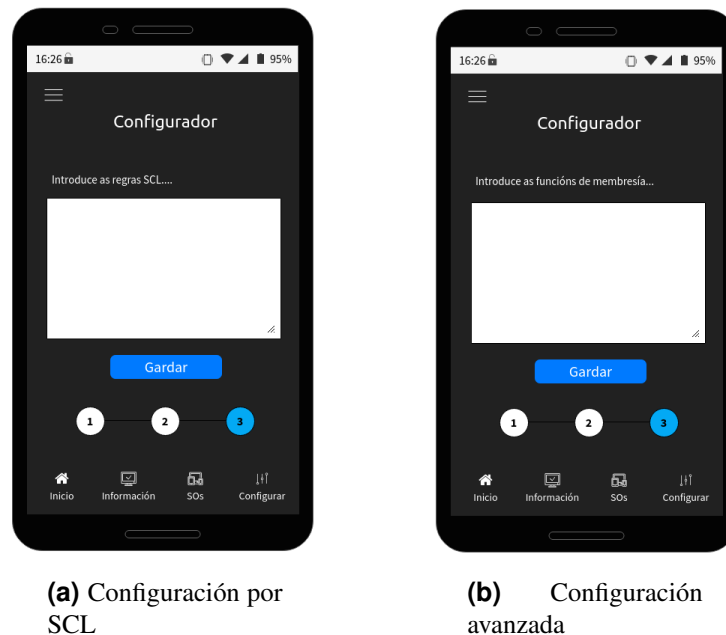 16:26 95%
Configurador
Introduce as regras SCL....
Gardar
1 2 3
Inicio Información SOs Configurar
(a) Configuración por
SCL
16:26 95%
Configurador
Introduce as funcións de membresía...
Gardar
1 2 3
Inicio Información SOs Configurar
(b) Configuración
avanzada